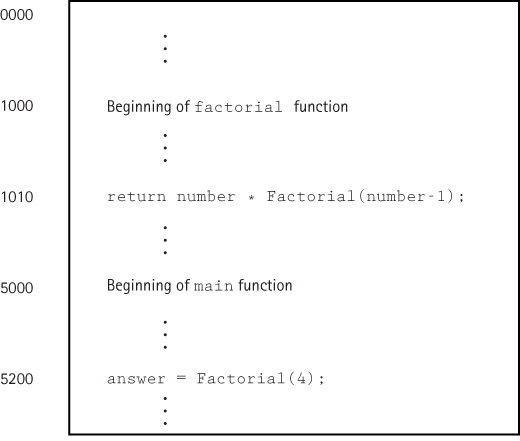 0000
1000 Beginning of factorial function
1010 return number * Factorial(number-1);
5000 Beginning of main function
5200 answer = Factorial(4);